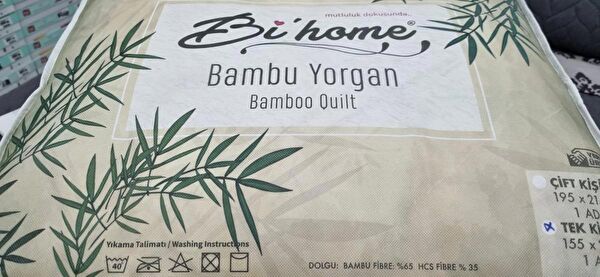 mutluluk dokusunda..
Bi'home®
Bambu Yorgan
Bamboo Quilt
ÇİFT KİŞİ
195 x 21
1 AD
TEK Kİ
155 x
1 A
Yıkama Talimatı / Washing Instructions
40
DOLGU: BAMBU FİBRE: %65 HCS FİBRE % 35